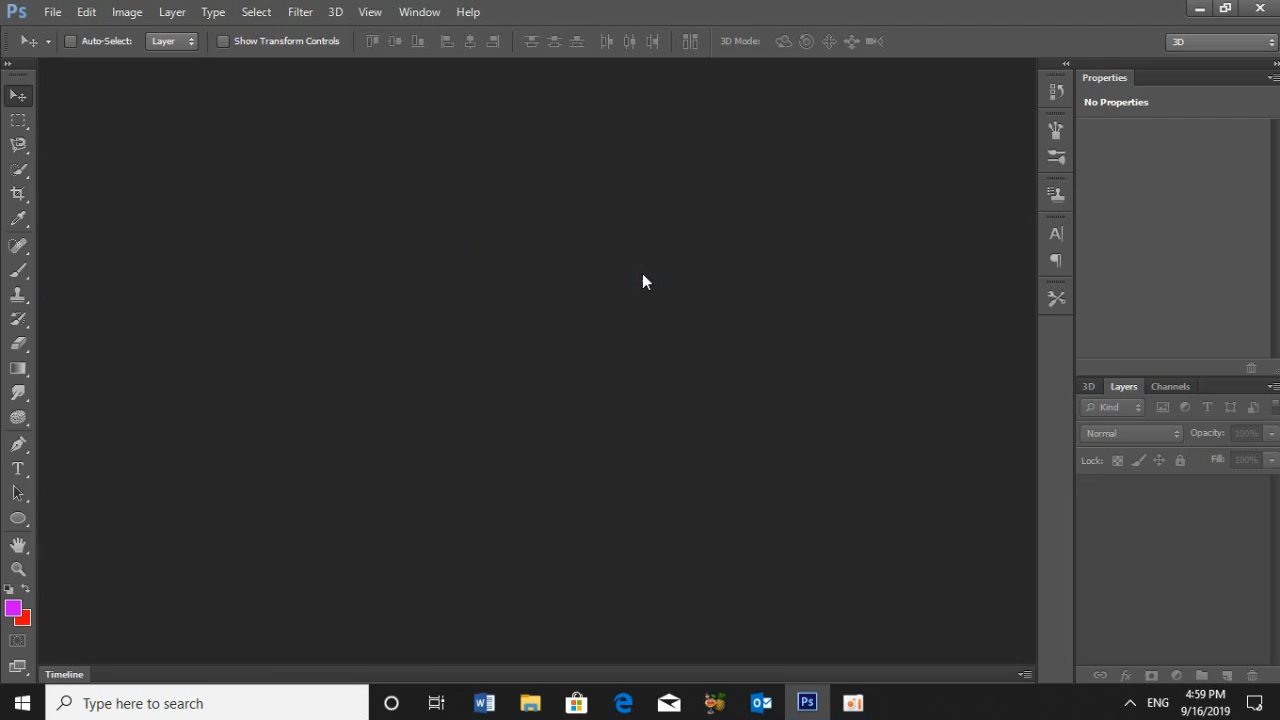 Ps File Edit Image Layer Type Select Filter 3D View Window Help
Auto-Select: Layer Show Transform Controls 3D Mode: 3D
Properties
No Properties
3D Layers Channels
Kind
Normal Opacity: 100%
Lock: Fill: 100%
Timeline
Type here to search
ENG
4:59 PM
9/16/2019